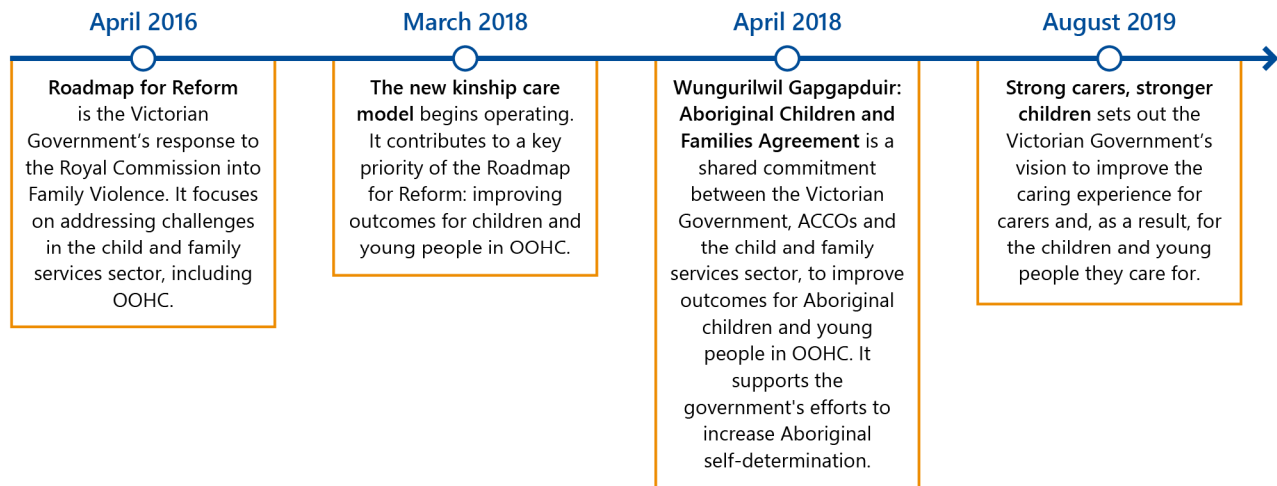 April 2016
Roadmap for Reform
is the Victorian
Government’s response to
the Royal Commission into
Family Violence. It focuses
on addressing challenges
in the child and family
services sector, including
OOHC.
March 2018
The new kinship care
model begins operating.
It contributes to a key
priority of the Roadmap
for Reform: improving
outcomes for children and
young people in OOHC.
April 2018
Wungurilwil Gapgapduir:
Aboriginal Children and
Families Agreement is a
shared commitment
between the Victorian
Government, ACCOs and
the child and family
services sector, to improve
outcomes for Aboriginal
children and young
people in OOHC. It
supports the
government's efforts to
increase Aboriginal
self-determination.
August 2019
Strong carers, stronger
children sets out the
Victorian Government’s
vision to improve the
caring experience for
carers and, as a result, for
the children and young
people they care for.